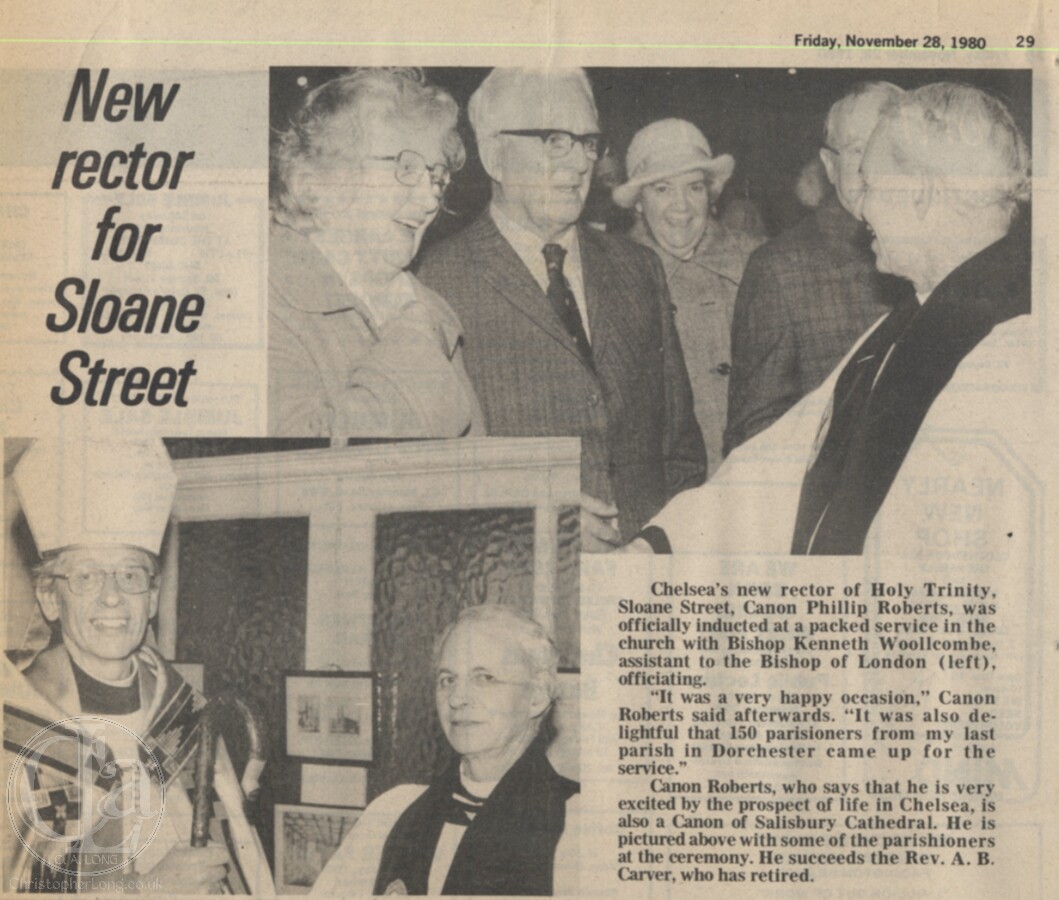 Friday, November 28, 1980 29
New
rector
for
Sloane
Street
Chelsea's new rector of Holy Trinity,
Sloane Street, Canon Phillip Roberts, was
officially inducted at a packed service in the
church with Bishop Kenneth Woollcombe,
assistant to the Bishop of London (left),
officiating.
"It was a very happy occasion," Canon
Roberts said afterwards. "It was also de-
lightful that 150 parisioners from my last
parish in Dorchester came up for the
service."
Canon Roberts, who says that he is very
excited by the prospect of life in Chelsea, is
also a Canon of Salisbury Cathedral. He is
pictured above with some of the parishioners
at the ceremony. He succeeds the Rev. A. B.
Carver, who has retired.
ChristopherLong.co.uk